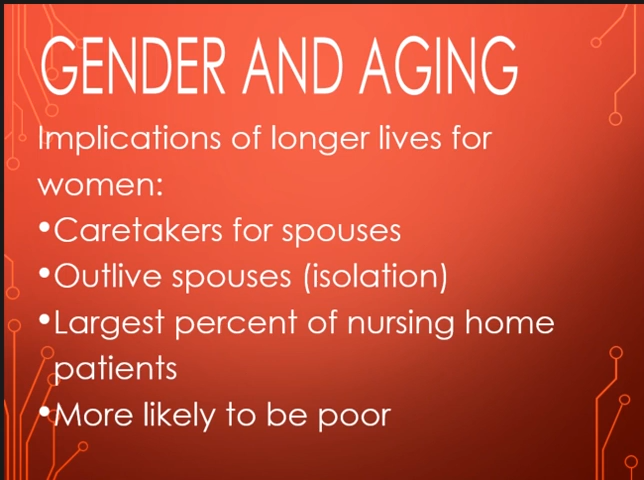 GENDER AND AGING
Implications of longer lives for
women:
•Caretakers for spouses
•Outlive spouses (isolation)
•Largest percent of nursing home
patients
•More likely to be poor